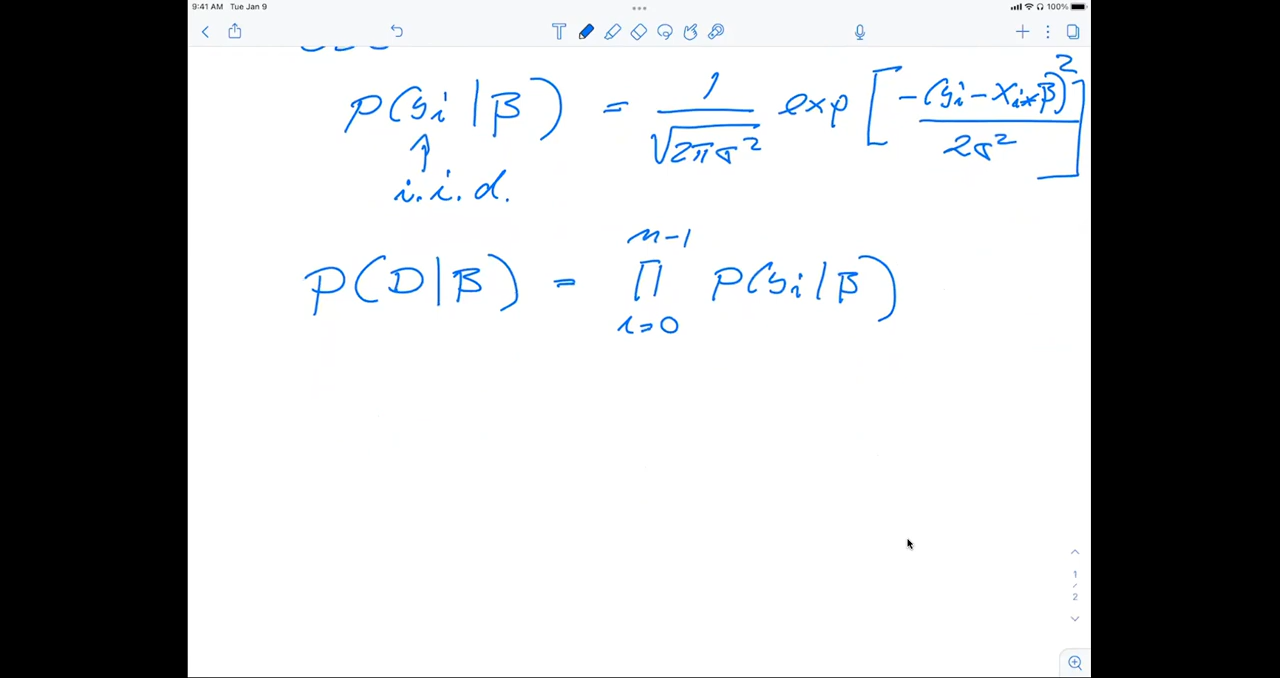 9:41 AM Tue Jan 9 100%
P(yi|β) = 1/√(2πσ²) exp[-(yi - Xi*β)²/2σ²]
↑
i.i.d.
P(D|β) = ∏_{i=0}^{n-1} P(yi|β)
1
/
2